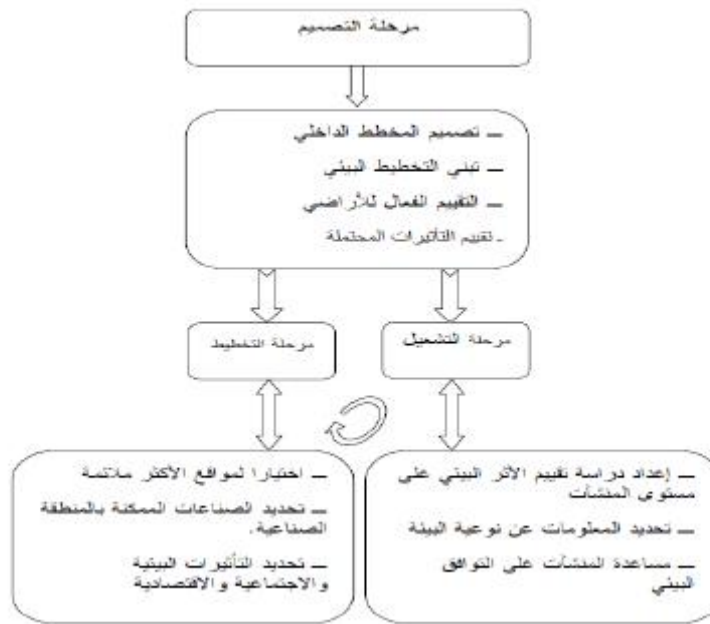 مرحلة التصميم
— تصميم المخطط الداخلي
— تبني التخطيط البيئي
— التقييم الفعال للأراضي
- تقييم التأثيرات المحتملة
مرحلة التشغيل
مرحلة التخطيط
— إعداد دراسة تقييم الأثر البيئي على
مستوى المنشآت
— تحديد المعلومات عن نوعية البيئة
— مساعدة المنشآت على التوافق
البيئي
— اختيارا لمواقع الأكثر ملائمة
— تحديد الصناعات الممكنة بالمنطقة
الصناعية.
— تحديد التأثيرات البيئية
والاجتماعية والاقتصادية